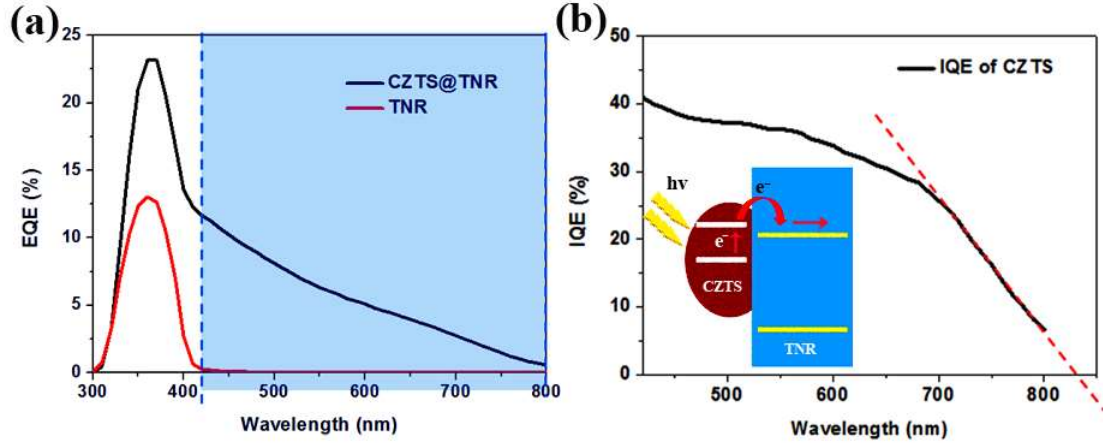 (a)
25
20
15
10
5
0
EQE (%)
CZTS@TNR
TNR
300 400 500 600 700 800
Wavelength (nm)
(b)
50
40
30
20
10
0
IQE (%)
IQE of CZTS
hν
e⁻
e⁻
CZTS
TNR
500 600 700 800
Wavelength (nm)